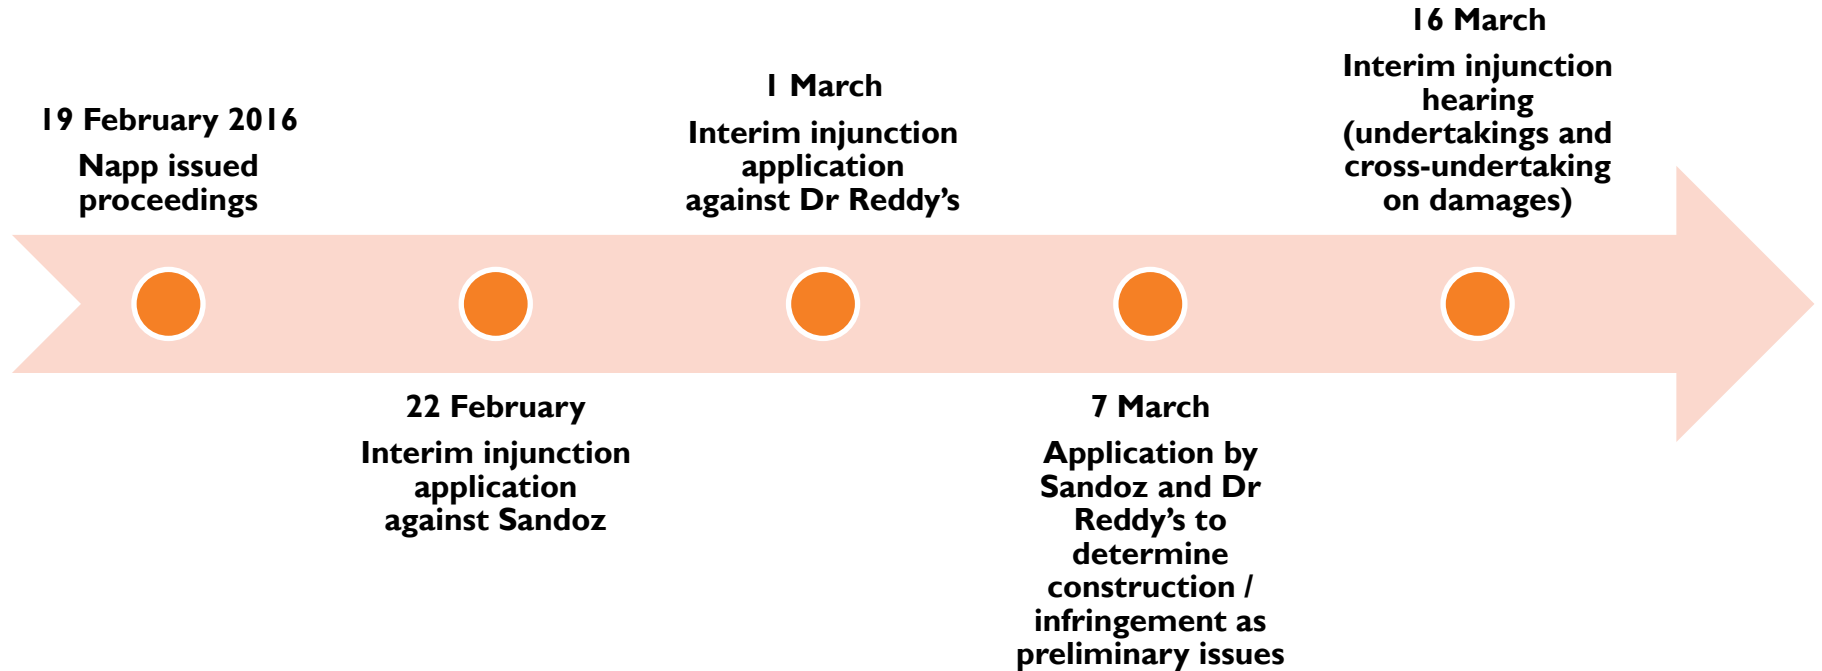 19 February 2016
Napp issued
proceedings
22 February
Interim injunction
application
against Sandoz
1 March
Interim injunction
application
against Dr Reddy’s
7 March
Application by
Sandoz and Dr
Reddy’s to
determine
construction /
infringement as
preliminary issues
16 March
Interim injunction
hearing
(undertakings and
cross-undertaking
on damages)